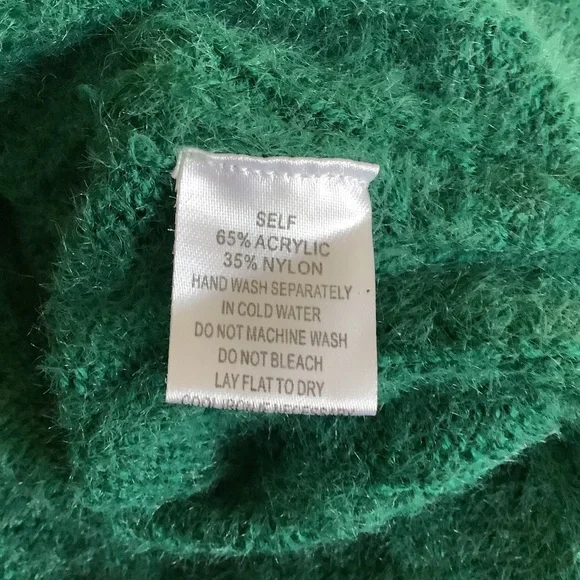 SELF
65% ACRYLIC
35% NYLON
HAND WASH SEPARATELY
IN COLD WATER
DO NOT MACHINE WASH
DO NOT BLEACH
LAY FLAT TO DRY